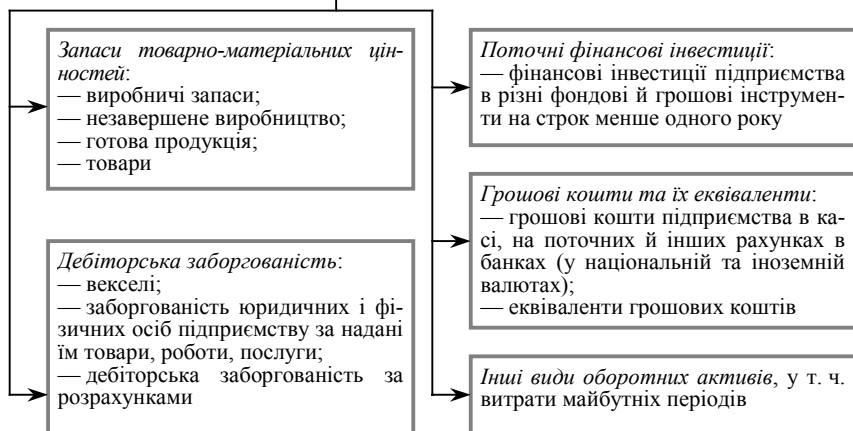 Запаси товарно-матеріальних цін-
ностей:
— виробничі запаси;
— незавершене виробництво;
— готова продукція;
— товари
Дебіторська заборгованість:
— векселі;
— заборгованість юридичних і фі-
зичних осіб підприємству за надані
їм товари, роботи, послуги;
— дебіторська заборгованість за
розрахунками
Поточні фінансові інвестиції:
— фінансові інвестиції підприємства
в різні фондові й грошові інструмен-
ти на строк менше одного року
Грошові кошти та їх еквіваленти:
— грошові кошти підприємства в ка-
сі, на поточних й інших рахунках в
банках (у національній та іноземній
валютах);
— еквіваленти грошових коштів
Інші види оборотних активів, у т. ч.
витрати майбутніх періодів